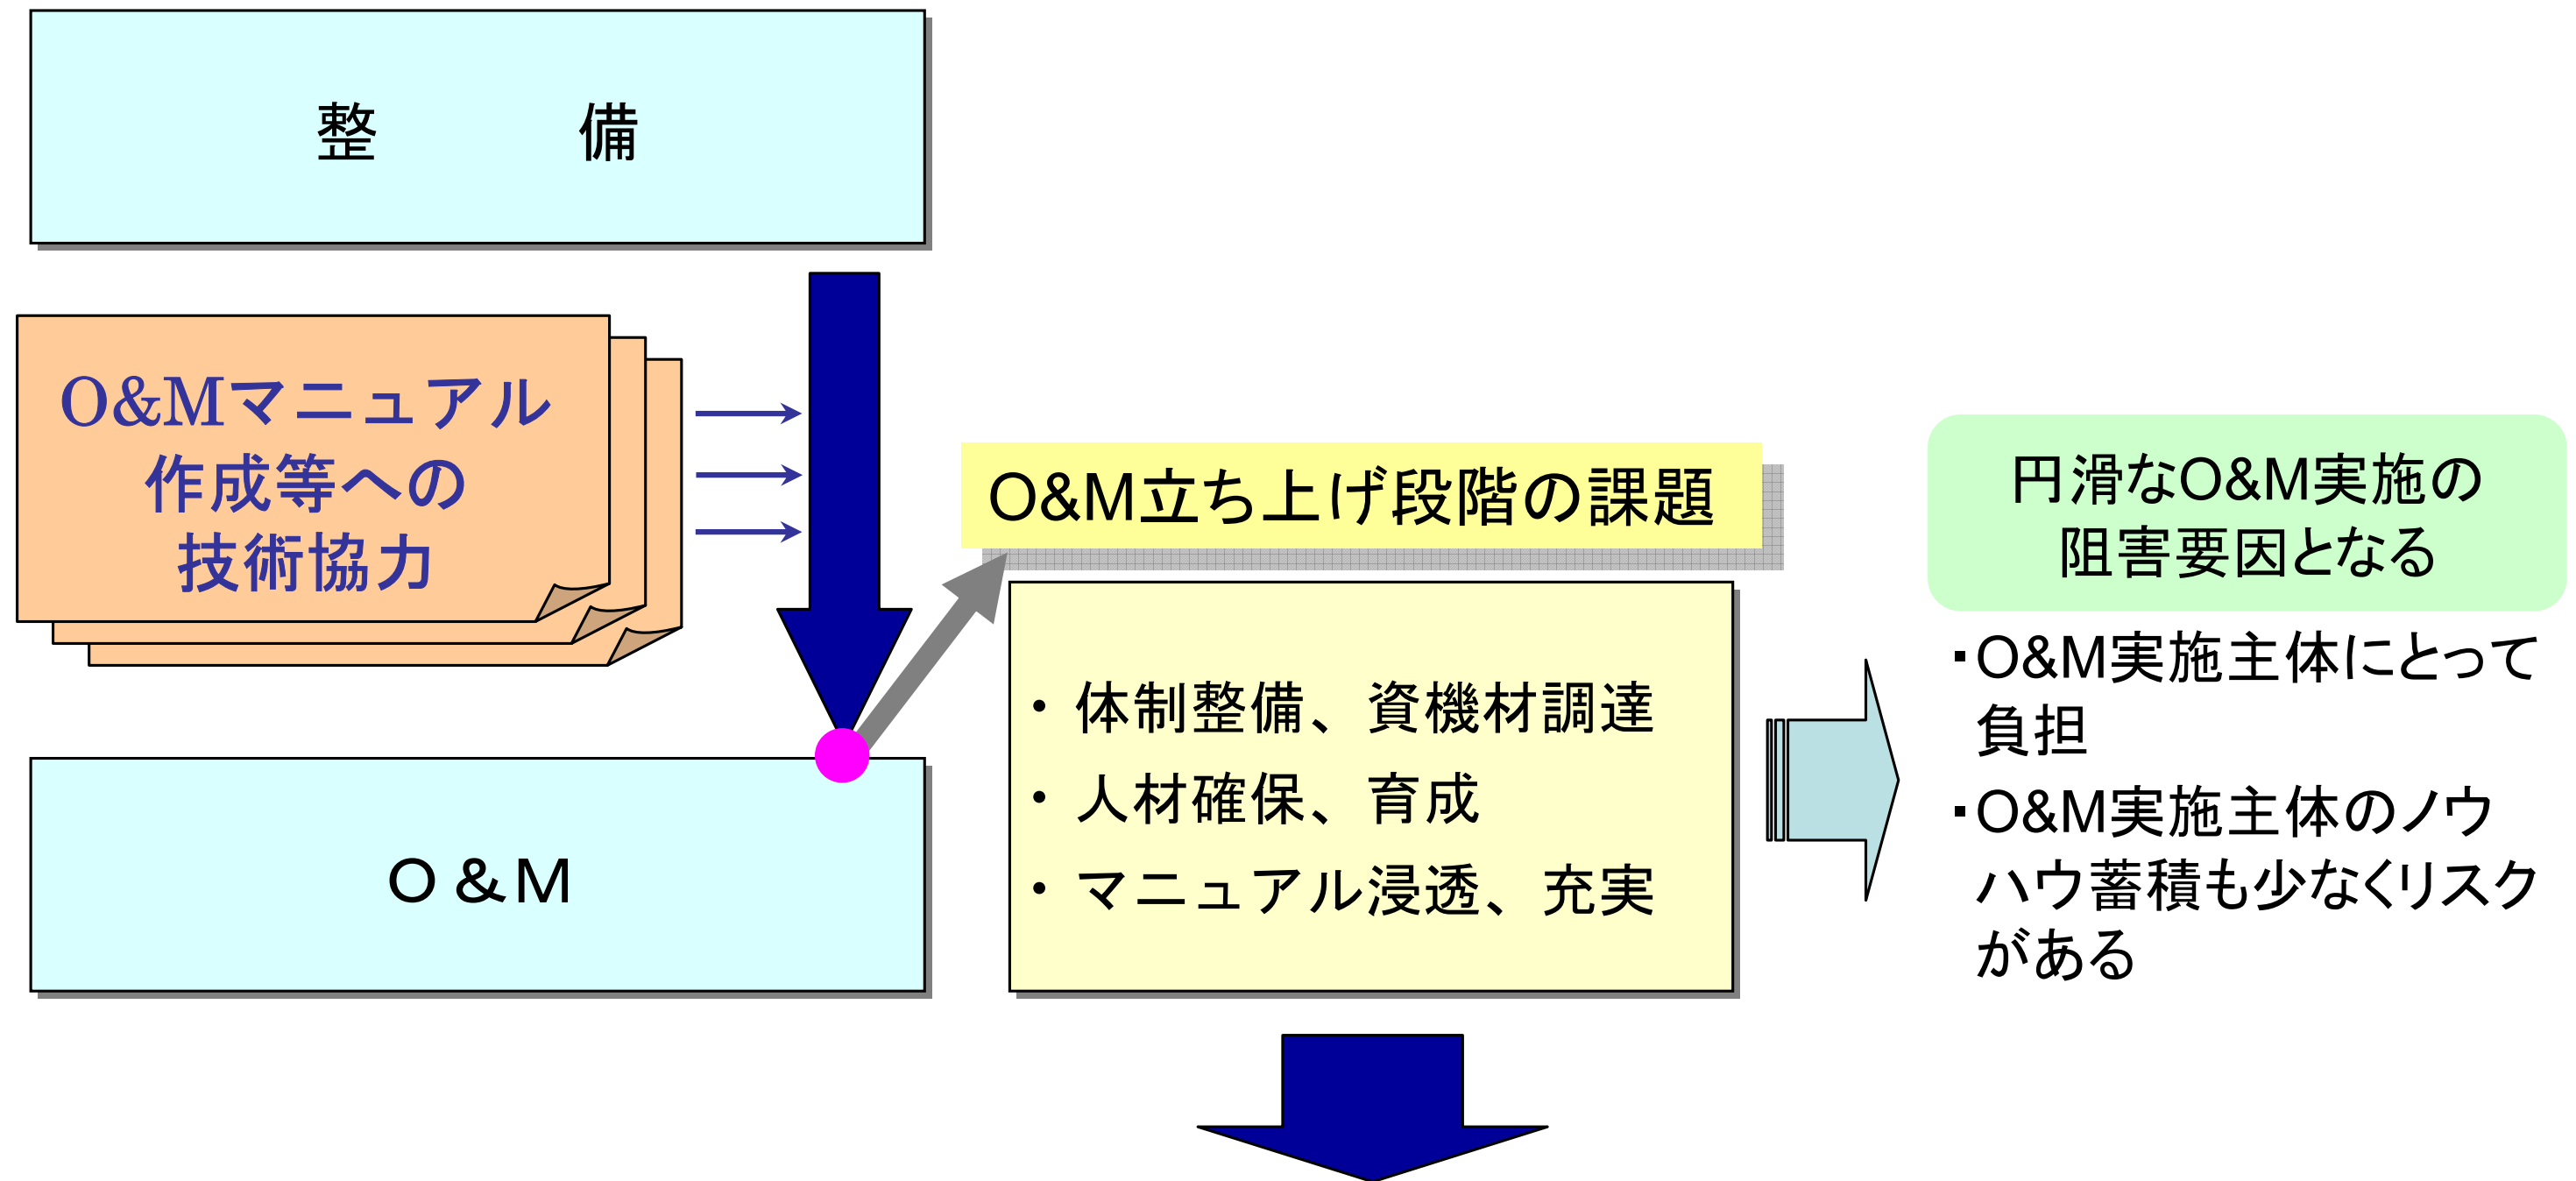 整　備
O&Mマニュアル
作成等への
技術協力
O&M立ち上げ段階の課題
・ 体制整備、資機材調達
・ 人材確保、育成
・ マニュアル浸透、充実
O&M
円滑なO&M実施の
阻害要因となる
・O&M実施主体にとって
負担
・O&M実施主体のノウ
ハウ蓄積も少なくリスク
がある